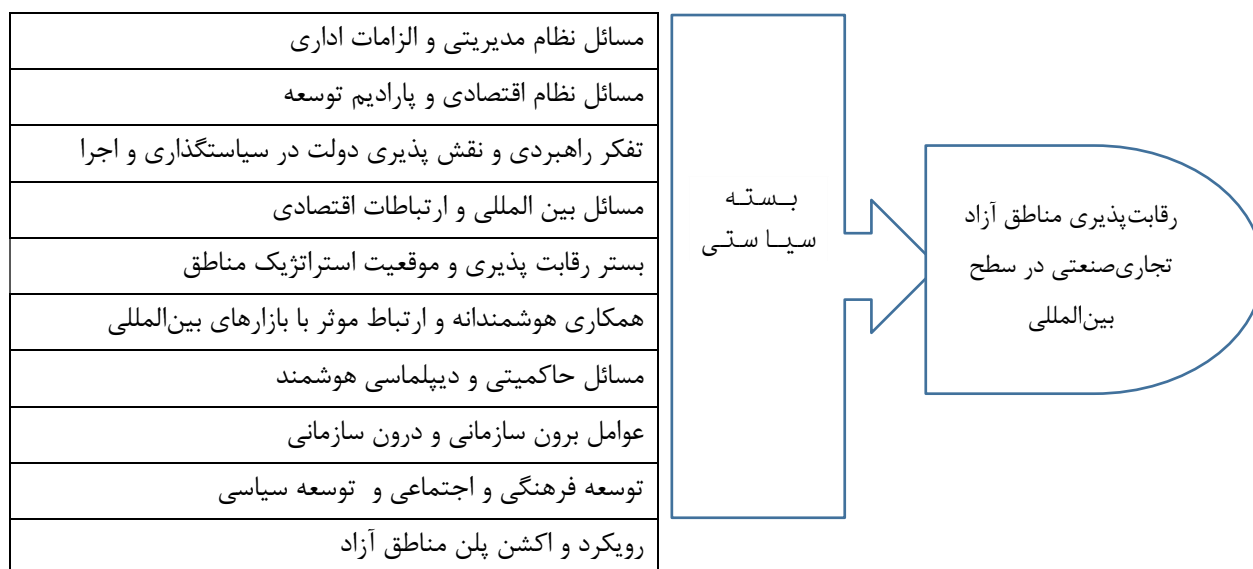 مسائل نظام مدیریتی و الزامات اداری
مسائل نظام اقتصادی و پارادیم توسعه
تفکر راهبردی و نقش پذیری دولت در سیاستگذاری و اجرا
مسائل بین المللی و ارتباطات اقتصادی
بستر رقابت پذیری و موقعیت استراتژیک مناطق
همکاری هوشمندانه و ارتباط موثر با بازارهای بین‌المللی
مسائل حاکمیتی و دیپلماسی هوشمند
عوامل برون سازمانی و درون سازمانی
توسعه فرهنگی و اجتماعی و توسعه سیاسی
رویکرد و اکشن پلن مناطق آزاد
بسته
سیاستی
رقابت‌پذیری مناطق آزاد
تجاری‌صنعتی در سطح
بین‌المللی